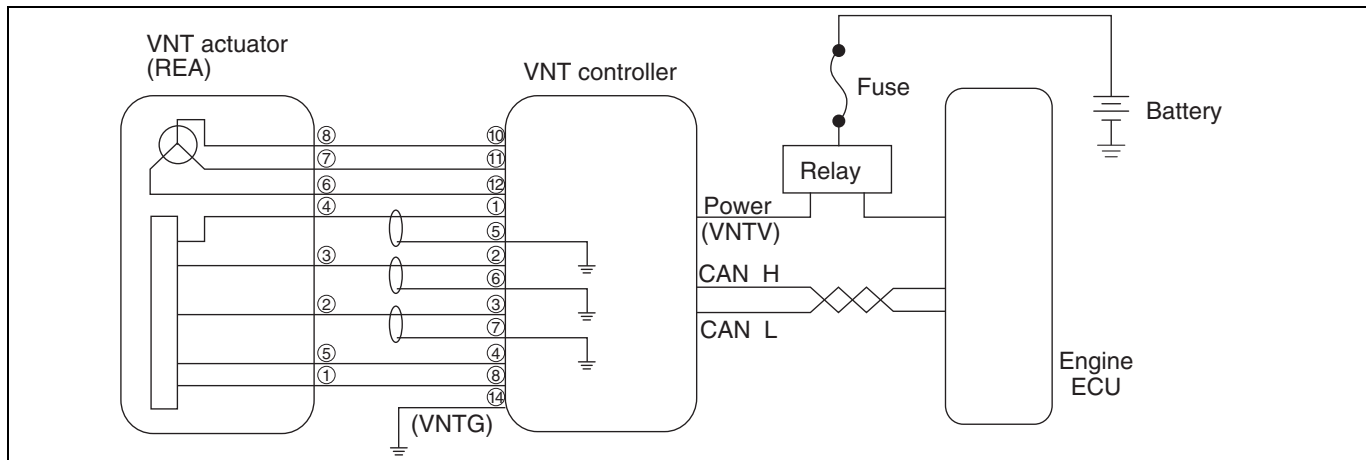 VNT actuator
(REA)
VNT controller
Fuse
Battery
Relay
Power
(VNTV)
CAN H
CAN L
Engine
ECU
⑧ ⑩
⑦ ⑪
⑥ ⑫
④ ①
⑤
③ ②
⑥
② ③
⑦
⑤ ④
① ⑧
⑭
(VNTG)